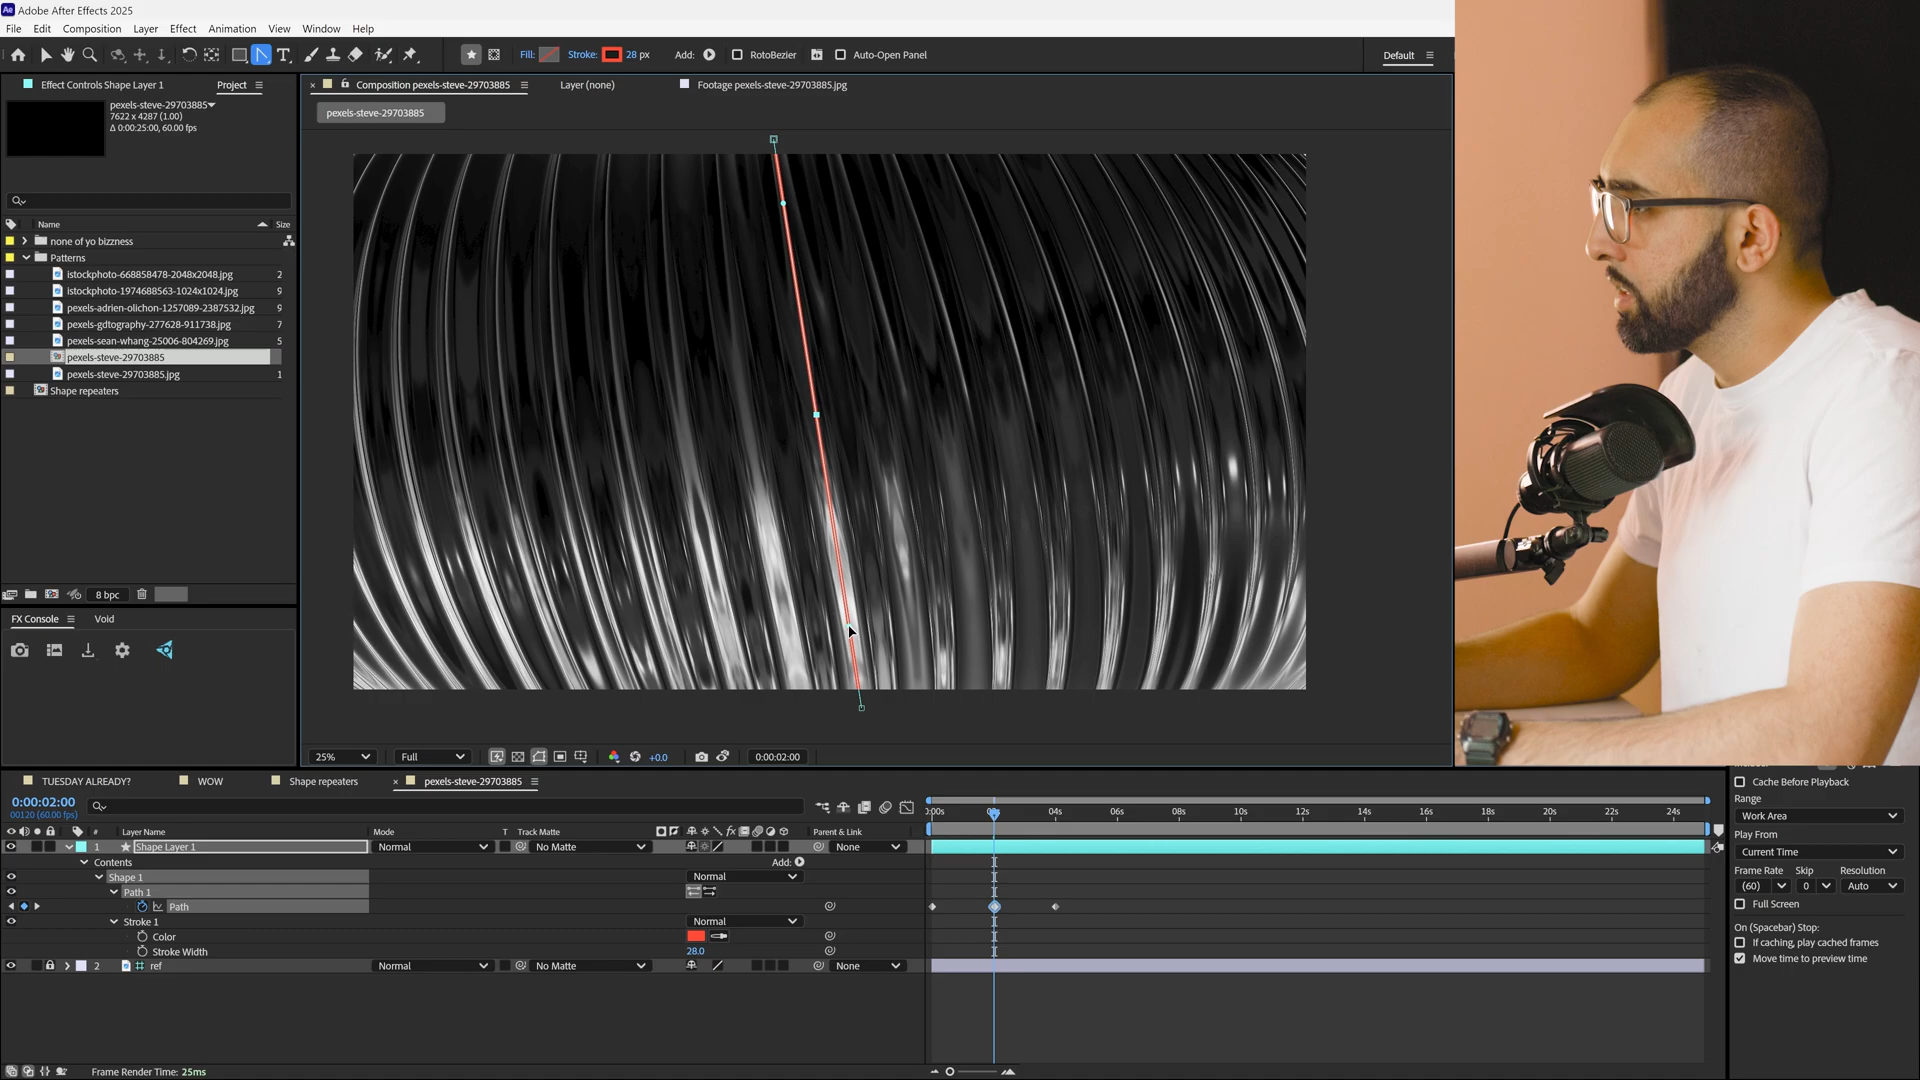 Ae Adobe After Effects 2025
File Edit Composition Layer Effect Animation View Window Help
Fill: Stroke: 28 px Add: RotoBezier Auto-Open Panel Default
Effect Controls Shape Layer 1 Project
pexels-steve-29703885
7622 x 4287 (1.00)
Δ 0:00:25:00, 60.00 fps
Name Size
none of yo bizzness
Patterns
istockphoto-668858478-2048x2048.jpg 2
istockphoto-1974688563-1024x1024.jpg 9
pexels-adrien-olichon-1257089-2387532.jpg 9
pexels-gdtography-277628-911738.jpg 7
pexels-sean-whang-25006-804269.jpg 5
pexels-steve-29703885
pexels-steve-29703885.jpg 1
Shape repeaters
8 bpc
FX Console Void
Composition pexels-steve-29703885 Layer (none) Footage pexels-steve-29703885.jpg
pexels-steve-29703885
25% Full +0.0 0:00:02:00
TUESDAY ALREADY? WOW Shape repeaters pexels-steve-29703885
0:00:02:00
00120 (60.00 fps)
0:00s 04s 06s 08s 10s 12s 14s 16s 18s 20s 22s 24s
# Layer Name Mode T Track Matte fx Parent & Link
1 Shape Layer 1 Normal No Matte None
Contents Add:
Shape 1 Normal
Path 1
Path
Stroke 1 Normal
Color
Stroke Width 28.0
2 ref Normal No Matte None
Frame Render Time: 25ms
Cache Before Playback
Range
Work Area
Play From
Current Time
Frame Rate Skip Resolution
(60) 0 Auto
Full Screen
On (Spacebar) Stop:
If caching, play cached frames
Move time to preview time